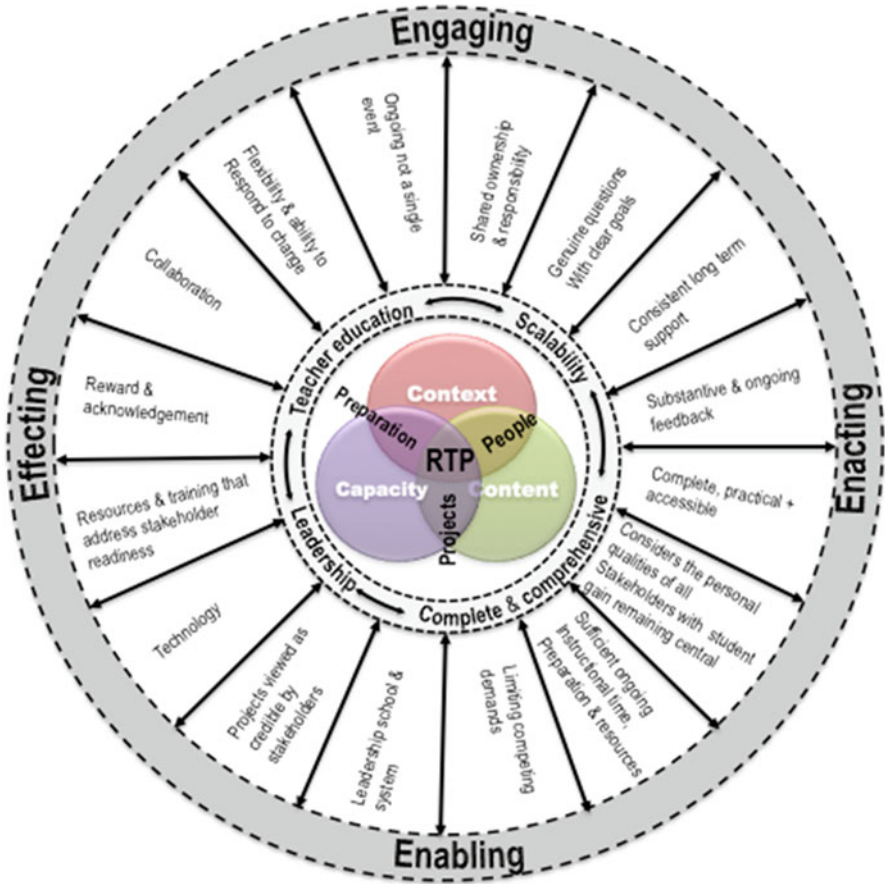 Engaging
Enacting
Enabling
Effecting
Ongoing not a single
event
Shared ownership
& responsibility
Genuine questions
With clear goals
Consistent long term
support
Substantive & ongoing
feedback
Complete, practical +
accessible
Considers the personal
qualities of all
Stakeholders with student
gain remaining central
Sufficient ongoing
Instructional time,
Preparation & resources
Limiting competing
demands
Leadership school &
system
Projects viewed as
credible by
stakeholders
Technology
Resources & training that
address stakeholder
readiness
Reward &
acknowledgement
Collaboration
Flexibility & ability to
Respond to change
Teacher education
Scalability
Complete & comprehensive
Leadership
Context
Preparation
People
RTP
Capacity
Content
Projects